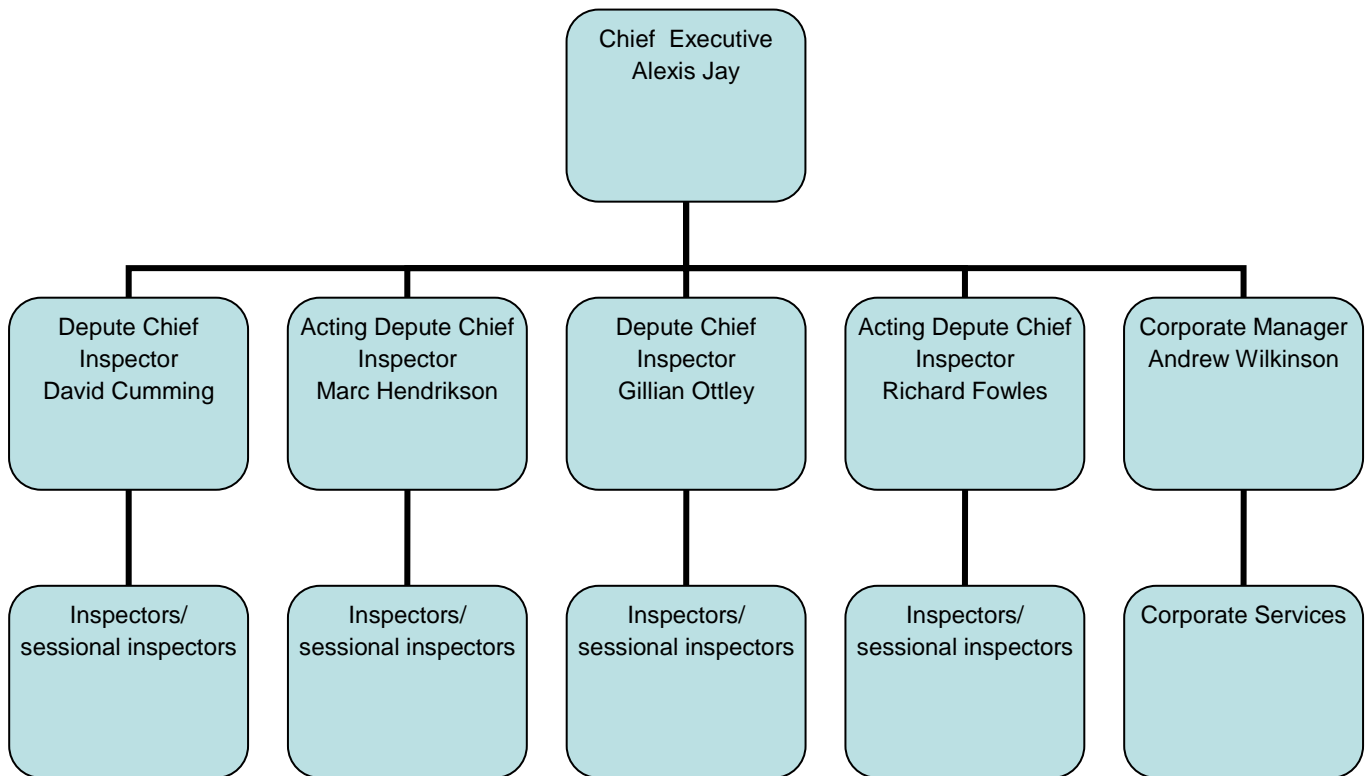 Chief Executive
Alexis Jay
Depute Chief
Inspector
David Cumming
Acting Depute Chief
Inspector
Marc Hendrikson
Depute Chief
Inspector
Gillian Ottley
Acting Depute Chief
Inspector
Richard Fowles
Corporate Manager
Andrew Wilkinson
Inspectors/
sessional inspectors
Inspectors/
sessional inspectors
Inspectors/
sessional inspectors
Inspectors/
sessional inspectors
Corporate Services